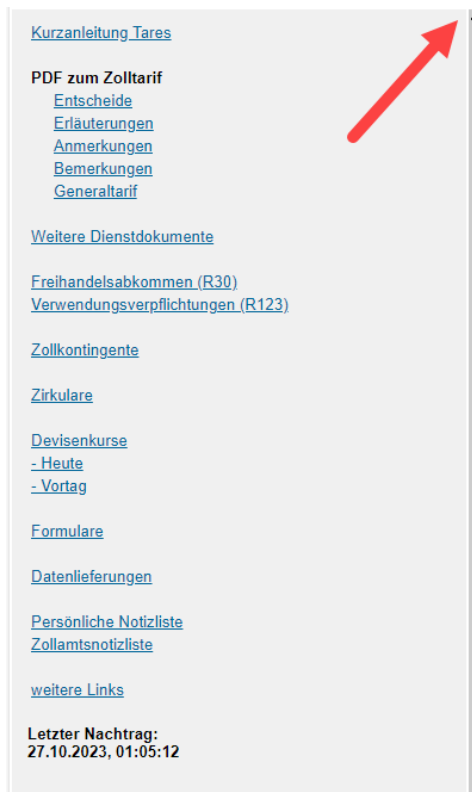 Kurzanleitung Tares
PDF zum Zolltarif
Entscheide
Erläuterungen
Anmerkungen
Bemerkungen
Generaltarif
Weitere Dienstdokumente
Freihandelsabkommen (R30)
Verwendungsverpflichtungen (R123)
Zollkontingente
Zirkulare
Devisenkurse
- Heute
- Vortag
Formulare
Datenlieferungen
Persönliche Notizliste
Zollamtsnotizliste
weitere Links
Letzter Nachtrag:
27.10.2023, 01:05:12